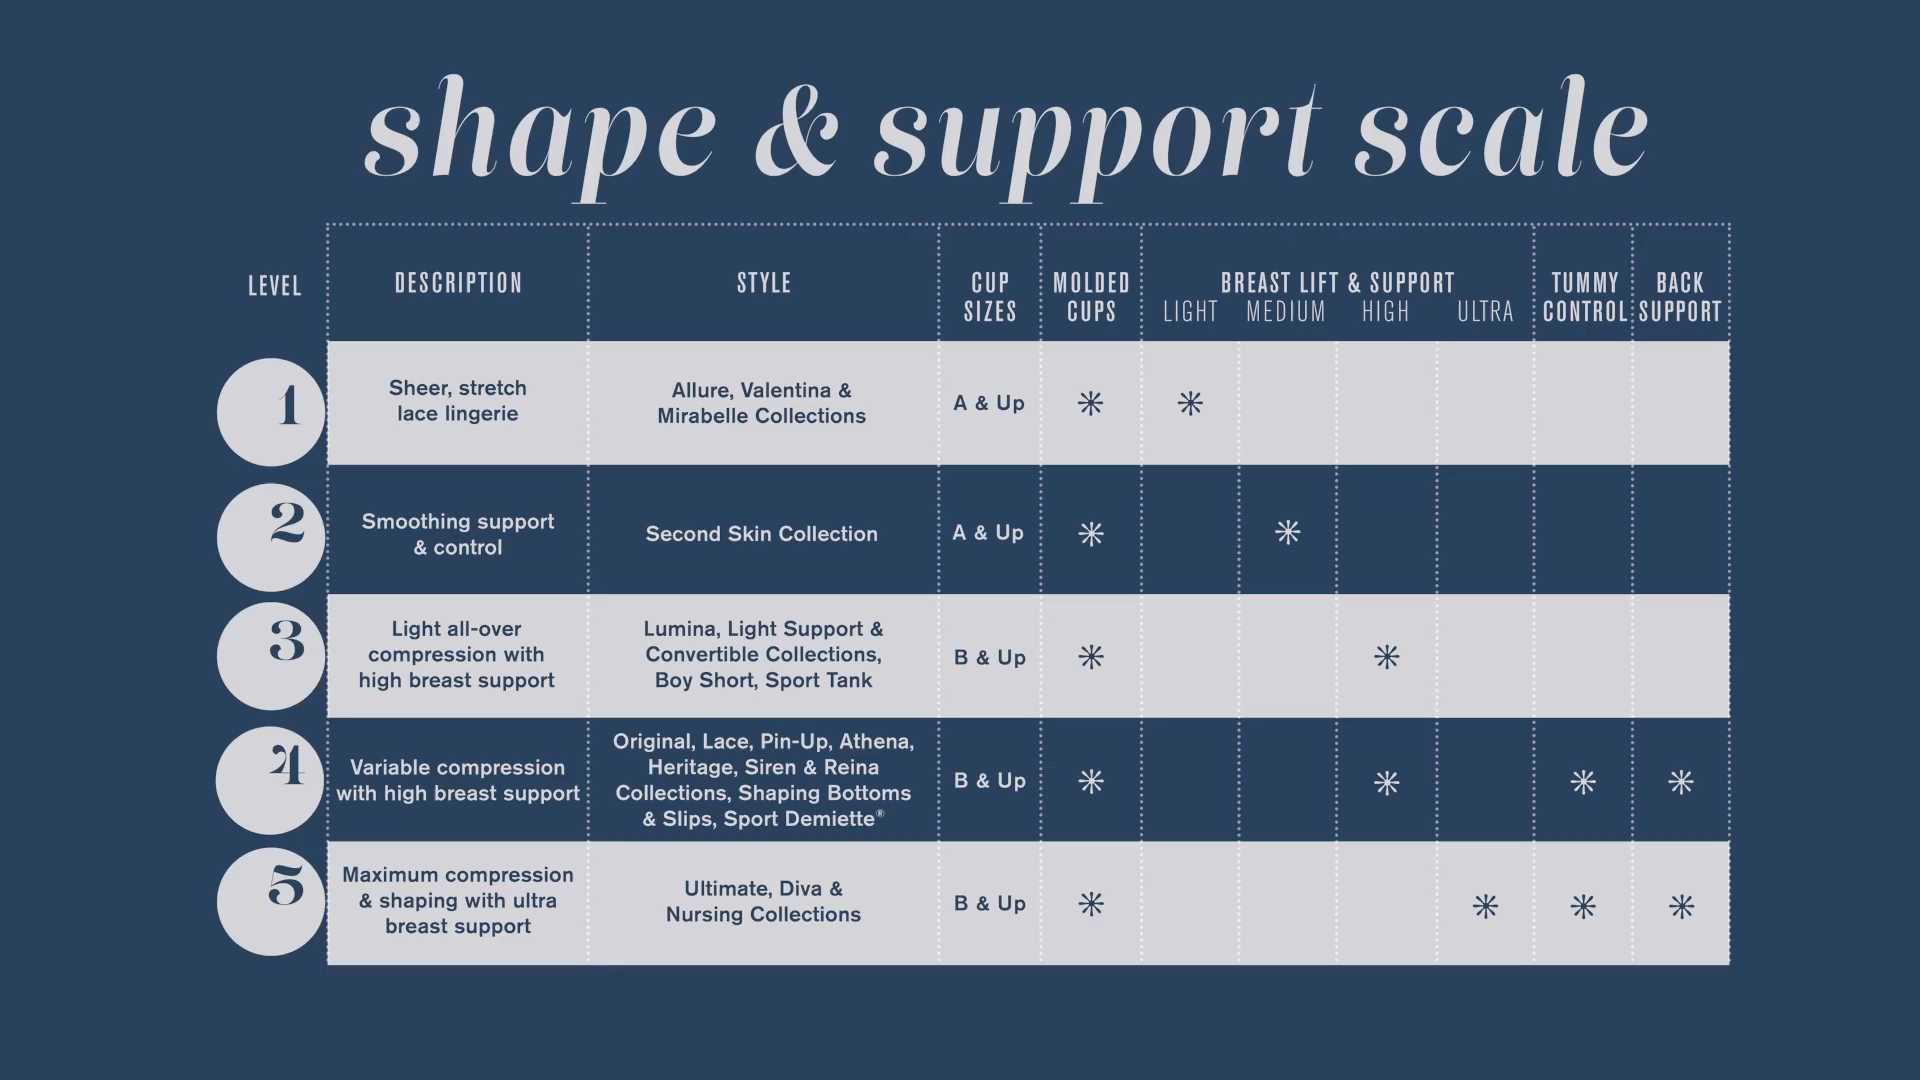 shape & support scale
LEVEL
DESCRIPTION
STYLE
CUP
SIZES
MOLDED
CUPS
BREAST LIFT & SUPPORT
LIGHT MEDIUM HIGH ULTRA
TUMMY
CONTROL
BACK
SUPPORT
1
Sheer, stretch
lace lingerie
Allure, Valentina &
Mirabelle Collections
A & Up
2
Smoothing support
& control
Second Skin Collection
A & Up
3
Light all-over
compression with
high breast support
Lumina, Light Support &
Convertible Collections,
Boy Short, Sport Tank
B & Up
4
Variable compression
with high breast support
Original, Lace, Pin-Up, Athena,
Heritage, Siren & Reina
Collections, Shaping Bottoms
& Slips, Sport Demiette®
B & Up
5
Maximum compression
& shaping with ultra
breast support
Ultimate, Diva &
Nursing Collections
B & Up